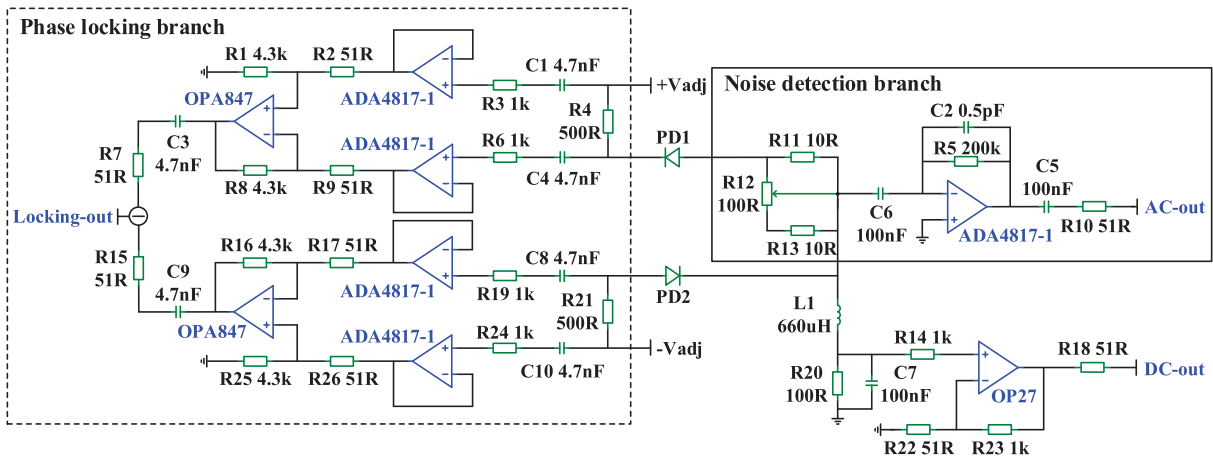 Phase locking branch
R1 4.3k
R2 51R
C1 4.7nF
+Vadj
OPA847
ADA4817-1
R3 1k
R4
500R
C3
4.7nF
ADA4817-1
R6 1k
PD1
R7
51R
R8 4.3k
R9 51R
C4 4.7nF
Locking-out
R15
51R
R16 4.3k
R17 51R
C8 4.7nF
C9
4.7nF
ADA4817-1
R19 1k
R21
500R
PD2
OPA847
ADA4817-1
R24 1k
-Vadj
R25 4.3k
R26 51R
C10 4.7nF
Noise detection branch
C2 0.5pF
R11 10R
R5 200k
R12
100R
C5
100nF
R13 10R
C6
100nF
ADA4817-1
R10 51R
AC-out
L1
660uH
R14 1k
R18 51R
R20
100R
C7
100nF
OP27
DC-out
R22 51R
R23 1k